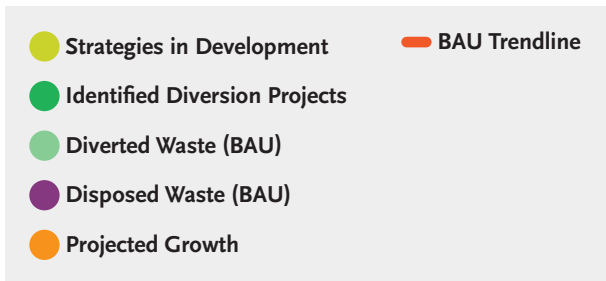 Strategies in Development
BAU Trendline
Identified Diversion Projects
Diverted Waste (BAU)
Disposed Waste (BAU)
Projected Growth